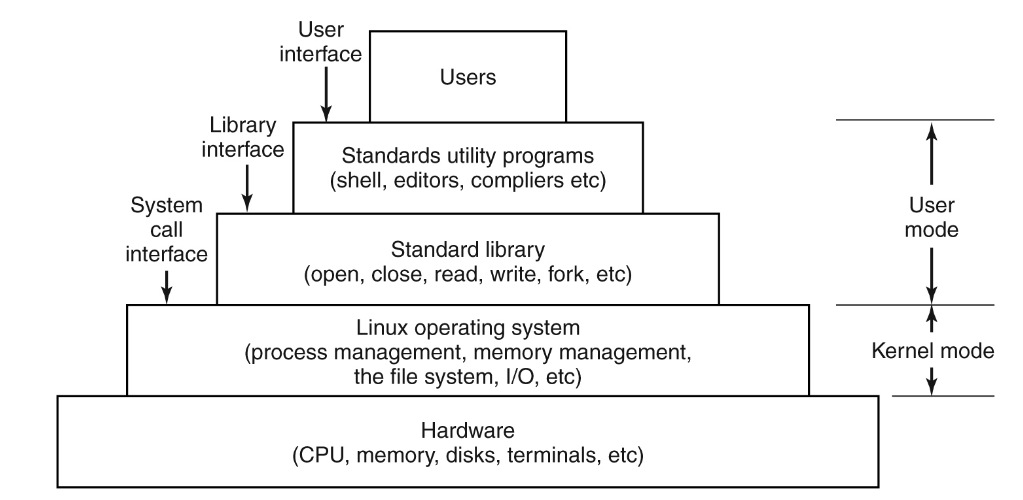 User
interface
Users
Library
interface
Standards utility programs
(shell, editors, compliers etc)
System
call
interface
Standard library
(open, close, read, write, fork, etc)
User
mode
Linux operating system
(process management, memory management,
the file system, I/O, etc)
Kernel mode
Hardware
(CPU, memory, disks, terminals, etc)